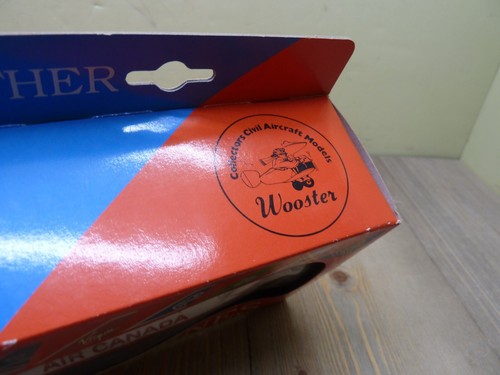 THER
Collectors Civil Aircraft Models
Wooster
AIR CANADA